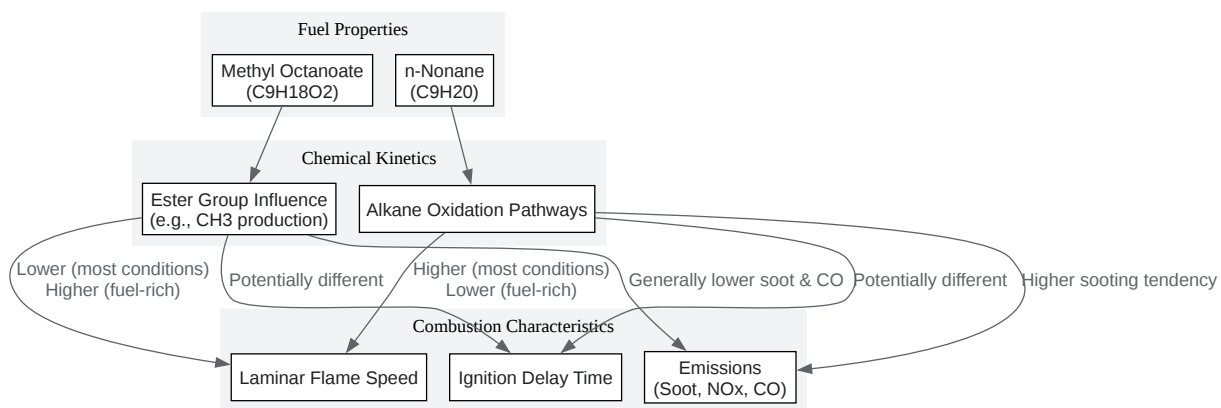 Fuel Properties
Methyl Octanoate
(C9H18O2)
n-Nonane
(C9H20)
Chemical Kinetics
Ester Group Influence
(e.g., CH3 production)
Alkane Oxidation Pathways
Lower (most conditions)
Higher (fuel-rich)
Potentially different
Higher (most conditions)
Lower (fuel-rich)
Generally lower soot & CO
Potentially different
Higher sooting tendency
Combustion Characteristics
Laminar Flame Speed
Ignition Delay Time
Emissions
(Soot, NOx, CO)